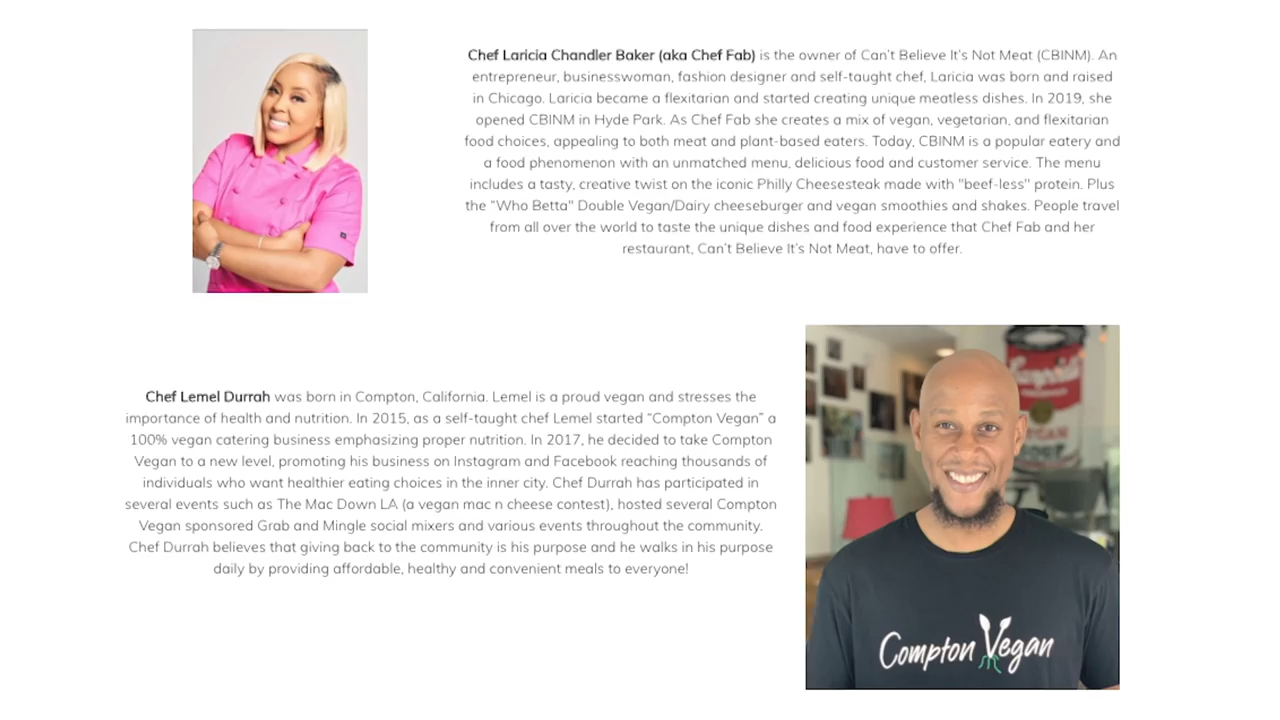 Chef Laricia Chandler Baker (aka Chef Fab) is the owner of Can't Believe It's Not Meat (CBINM). An
entrepreneur, businesswoman, fashion designer and self-taught chef, Laricia was born and raised
in Chicago. Laricia became a flexitarian and started creating unique meatless dishes. In 2019, she
opened CBINM in Hyde Park. As Chef Fab she creates a mix of vegan, vegetarian, and flexitarian
food choices, appealing to both meat and plant-based eaters. Today, CBINM is a popular eatery and
a food phenomenon with an unmatched menu, delicious food and customer service. The menu
includes a tasty, creative twist on the iconic Philly Cheesesteak made with "beef-less" protein. Plus
the “Who Betta" Double Vegan/Dairy cheeseburger and vegan smoothies and shakes. People travel
from all over the world to taste the unique dishes and food experience that Chef Fab and her
restaurant, Can't Believe It's Not Meat, have to offer.
Chef Lemel Durrah was born in Compton, California. Lemel is a proud vegan and stresses the
importance of health and nutrition. In 2015, as a self-taught chef Lemel started “Compton Vegan” a
100% vegan catering business emphasizing proper nutrition. In 2017, he decided to take Compton
Vegan to a new level, promoting his business on Instagram and Facebook reaching thousands of
individuals who want healthier eating choices in the inner city. Chef Durrah has participated in
several events such as The Mac Down LA (a vegan mac n cheese contest), hosted several Compton
Vegan sponsored Grab and Mingle social mixers and various events throughout the community.
Chef Durrah believes that giving back to the community is his purpose and he walks in his purpose
daily by providing affordable, healthy and convenient meals to everyone!
Compton Vegan